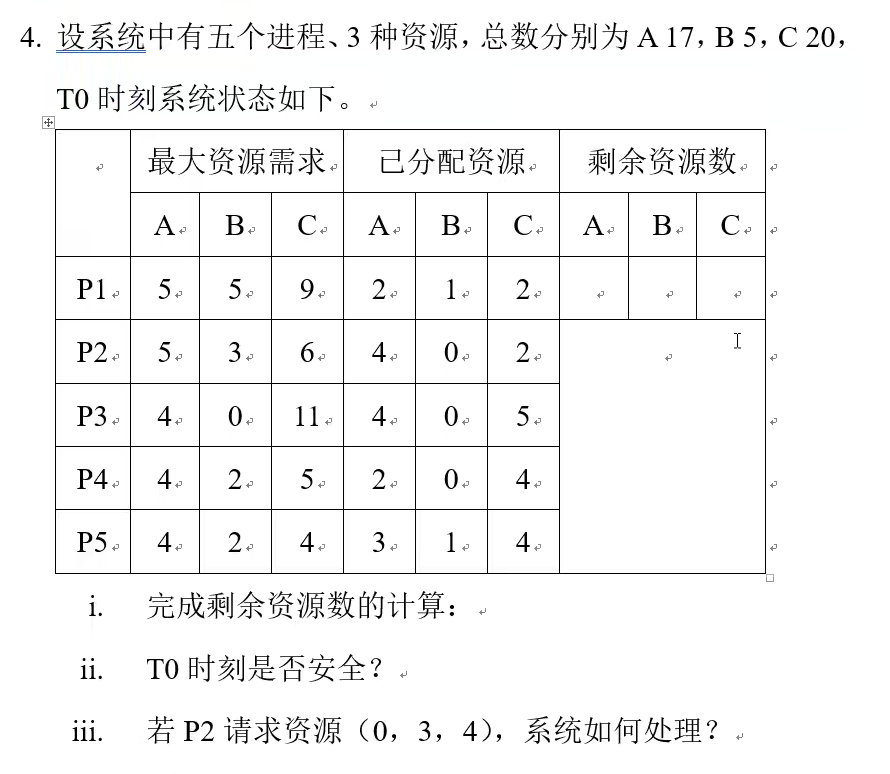 4. 设系统中有五个进程、3 种资源，总数分别为 A 17，B 5，C 20，
T0 时刻系统状态如下。
最大资源需求 已分配资源 剩余资源数
A B C A B C A B C
P1 5 5 9 2 1 2
P2 5 3 6 4 0 2
P3 4 0 11 4 0 5
P4 4 2 5 2 0 4
P5 4 2 4 3 1 4
i. 完成剩余资源数的计算：
ii. T0 时刻是否安全？
iii. 若 P2 请求资源（0，3，4），系统如何处理？